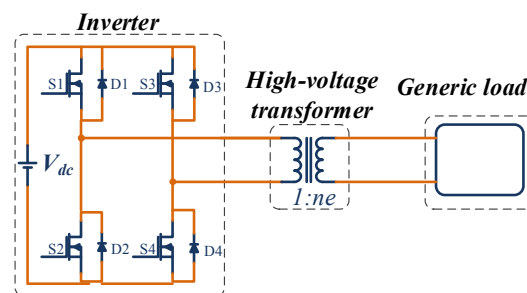 Inverter
S1
D1
S3
D3
High-voltage
transformer
Generic load
V_dc
1:ne
S2
D2
S4
D4